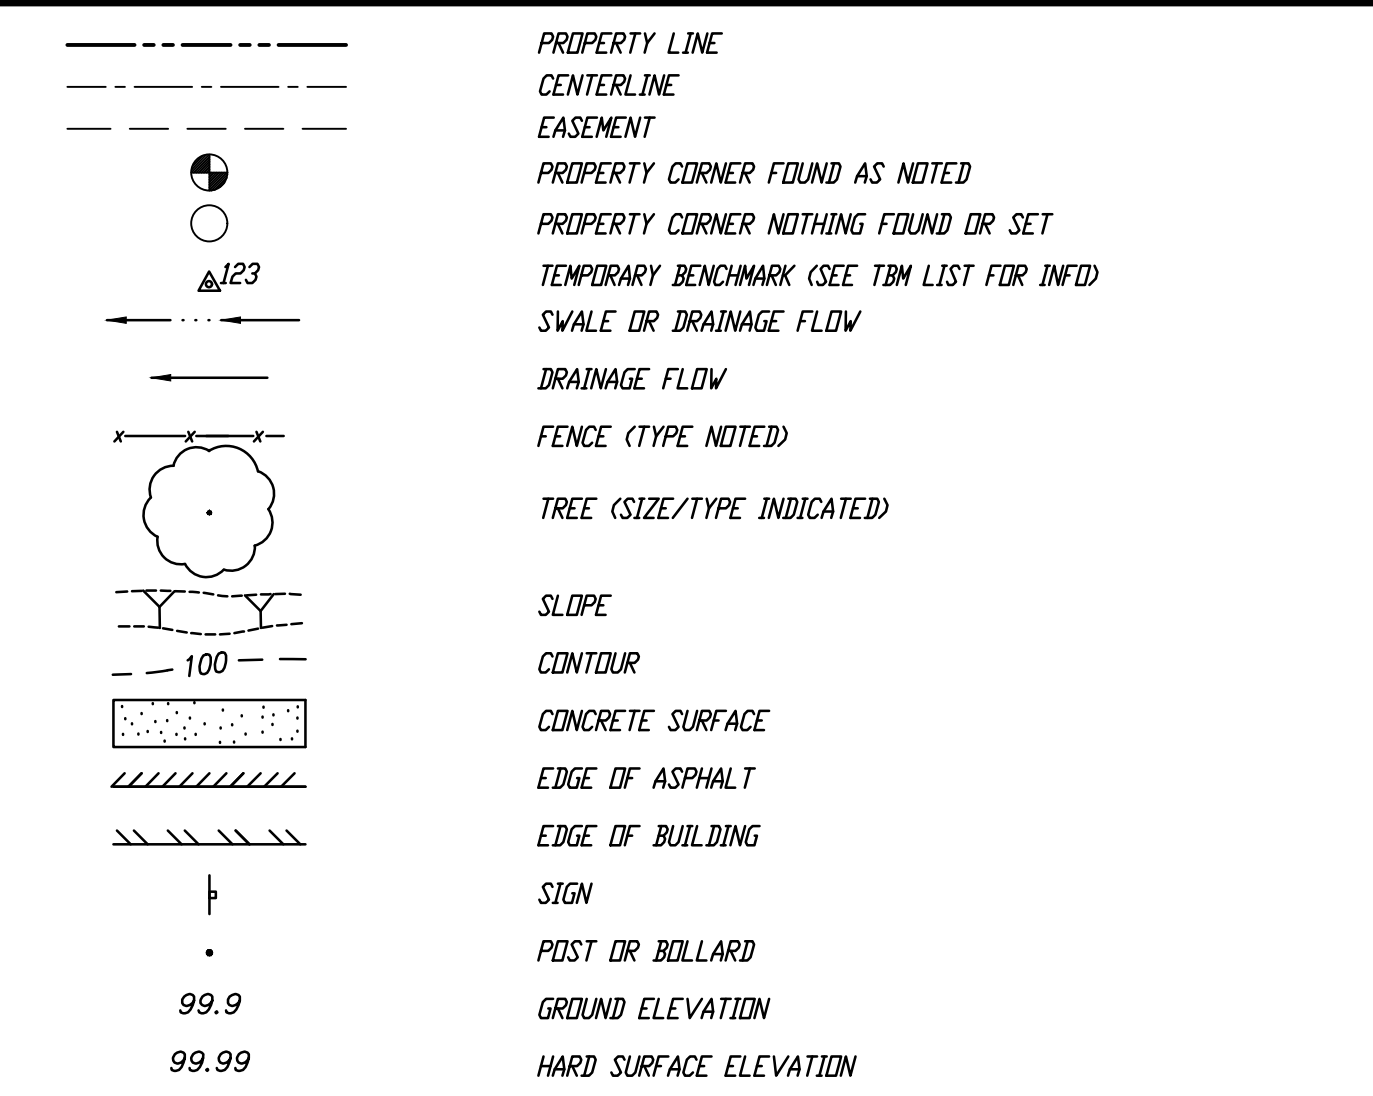 PROPERTY LINE
CENTERLINE
EASEMENT
PROPERTY CORNER FOUND AS NOTED
PROPERTY CORNER NOTHING FOUND OR SET
123 TEMPORARY BENCHMARK (SEE TBM LIST FOR INFO)
SWALE OR DRAINAGE FLOW
DRAINAGE FLOW
x x x FENCE (TYPE NOTED)
TREE (SIZE/TYPE INDICATED)
SLOPE
100 CONTOUR
CONCRETE SURFACE
EDGE OF ASPHALT
EDGE OF BUILDING
SIGN
POST OR BOLLARD
99.9 GROUND ELEVATION
99.99 HARD SURFACE ELEVATION